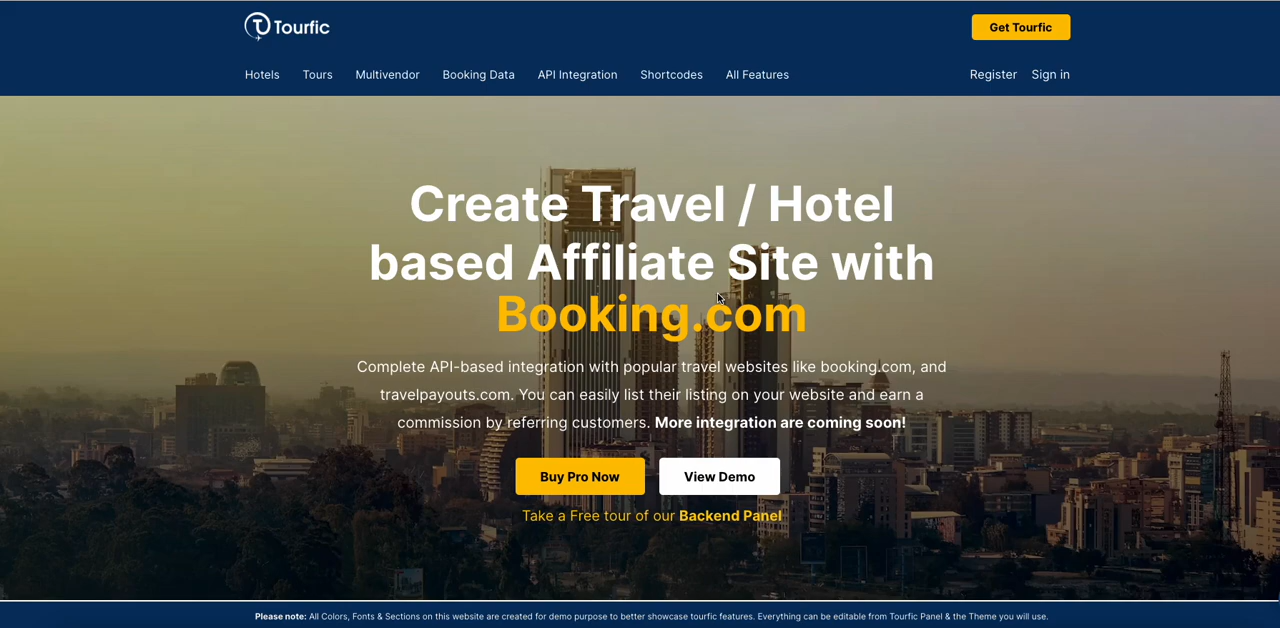 Tourfic
Get Tourfic
Hotels Tours Multivendor Booking Data API Integration Shortcodes All Features Register Sign in
Create Travel / Hotel
based Affiliate Site with
Booking.com
Complete API-based integration with popular travel websites like booking.com, and
travelpayouts.com. You can easily list their listing on your website and earn a
commission by referring customers. More integration are coming soon!
Buy Pro Now View Demo
Take a Free tour of our Backend Panel
Please note: All Colors, Fonts & Sections on this website are created for demo purpose to better showcase tourfic features. Everything can be editable from Tourfic Panel & the Theme you will use.